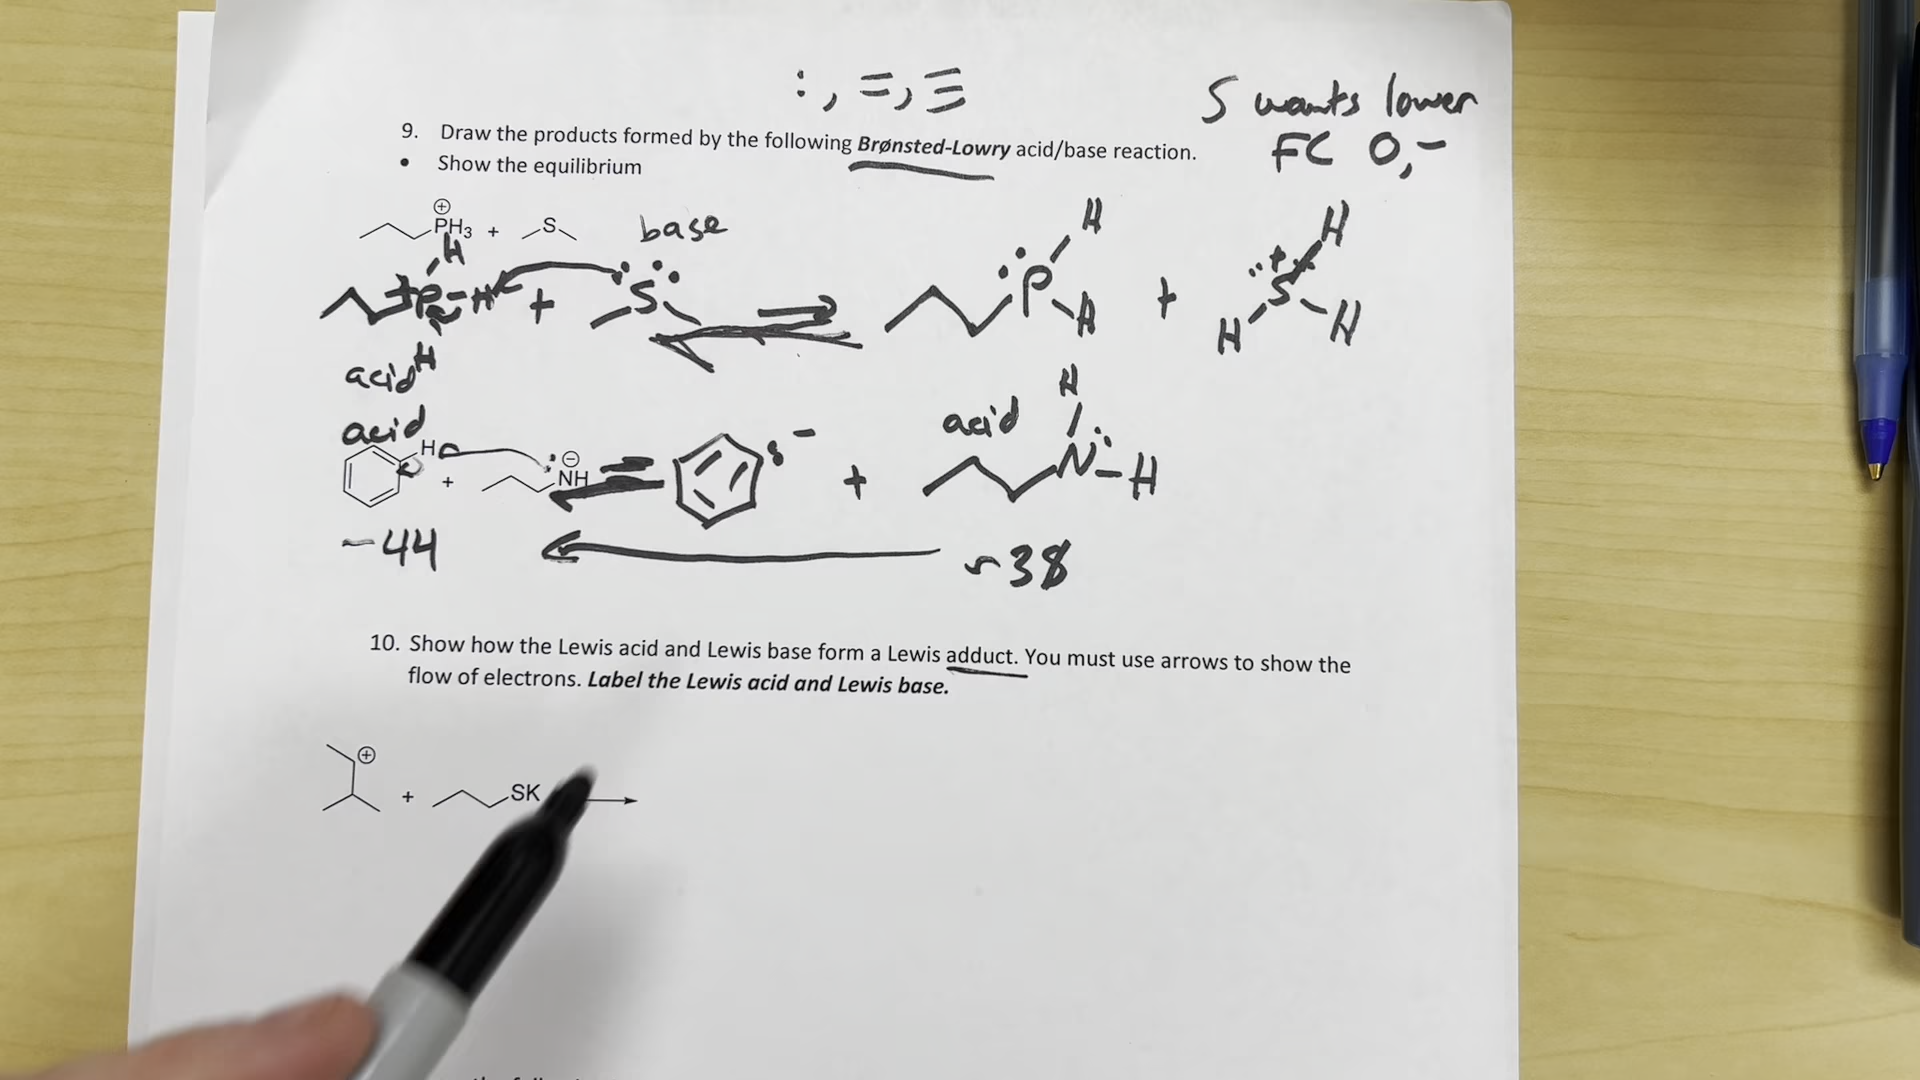 : , = , ≡
S wants lower
FC 0, -
9. Draw the products formed by the following Brønsted-Lowry acid/base reaction.
• Show the equilibrium
⊕
PH3 + S base
H
+P-H + S
H
acid
H
P
H
+
+
S
H
H
H
acid
H
+
⊖
NH
-
+
acid
H
N-H
~44
~38
10. Show how the Lewis acid and Lewis base form a Lewis adduct. You must use arrows to show the
flow of electrons. Label the Lewis acid and Lewis base.
⊕
+ SK